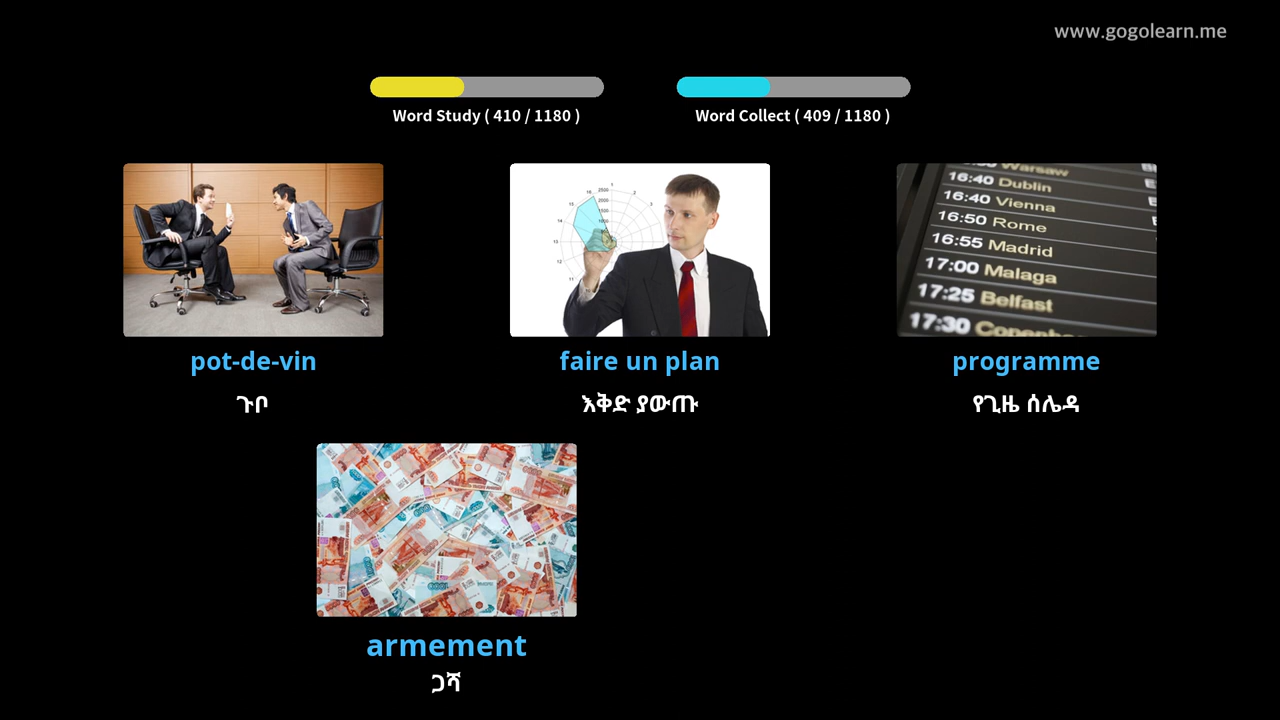 www.gogolearn.me
Word Study ( 410 / 1180 )
Word Collect ( 409 / 1180 )
16:40 Dublin
16:40 Vienna
16:50 Rome
16:55 Madrid
17:00 Malaga
17:25 Belfast
17:30
pot-de-vin
faire un plan
programme
ጉቦ
እቅድ ያውጡ
የጊዜ ሰሌዳ
armement
ጋሻ